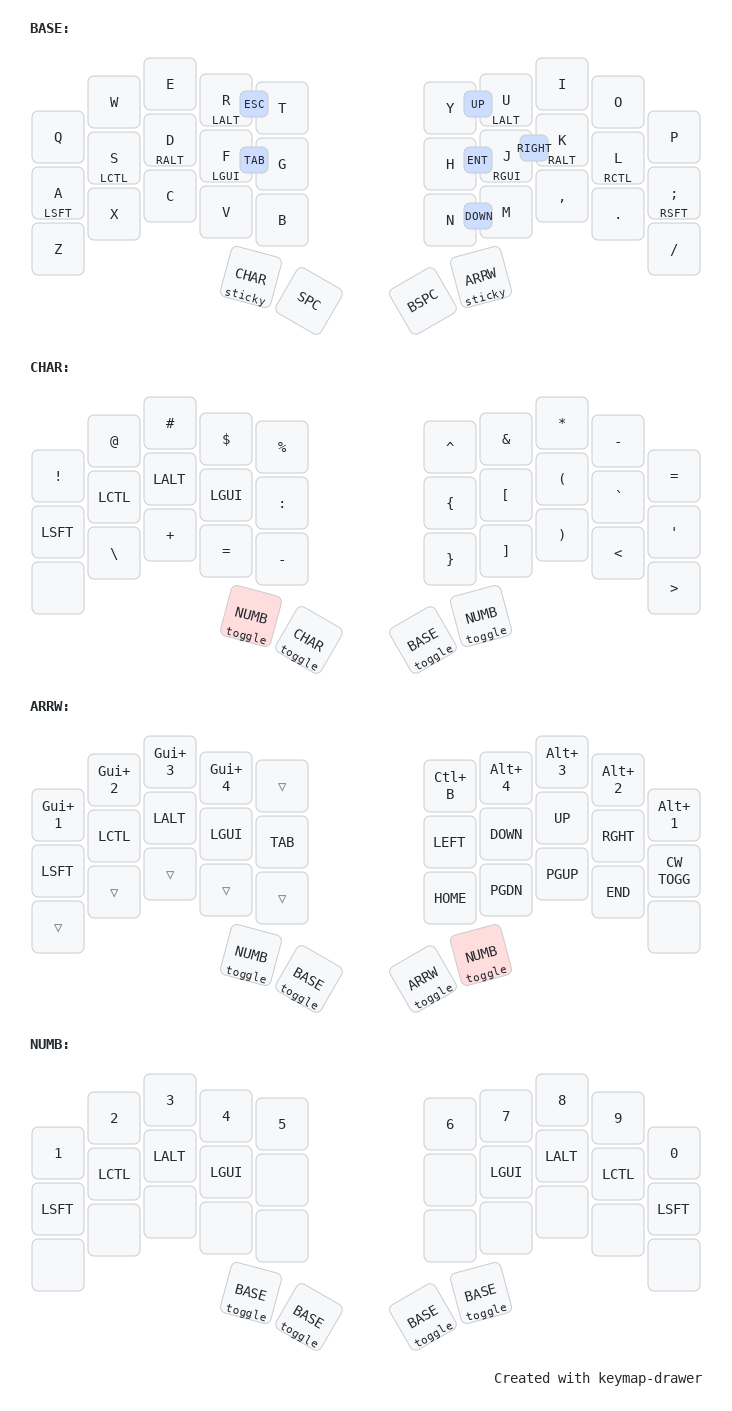 BASE:
Q W E R LALT ESC T Y UP U LALT I O P
A LSFT S LCTL D RALT F LGUI TAB G H ENT J RGUI RIGHT K RALT L RCTL ; RSFT
Z X C V B N DOWN M , . /
CHAR sticky SPC BSPC ARRW sticky
CHAR:
! @ # $ % ^ & * - =
LSFT LCTL LALT LGUI : { [ ( ` '
\ + = - } ] ) < >
NUMB toggle CHAR toggle BASE toggle NUMB toggle
ARRW:
Gui+ 1 Gui+ 2 Gui+ 3 Gui+ 4 ▽ Ctl+ B Alt+ 4 Alt+ 3 Alt+ 2 Alt+ 1
LSFT LCTL LALT LGUI TAB LEFT DOWN UP RGHT CW TOGG
▽ ▽ ▽ ▽ ▽ HOME PGDN PGUP END
NUMB toggle BASE toggle ARRW toggle NUMB toggle
NUMB:
1 2 3 4 5 6 7 8 9 0
LSFT LCTL LALT LGUI LGUI LALT LCTL LSFT
BASE toggle BASE toggle BASE toggle BASE toggle
Created with keymap-drawer